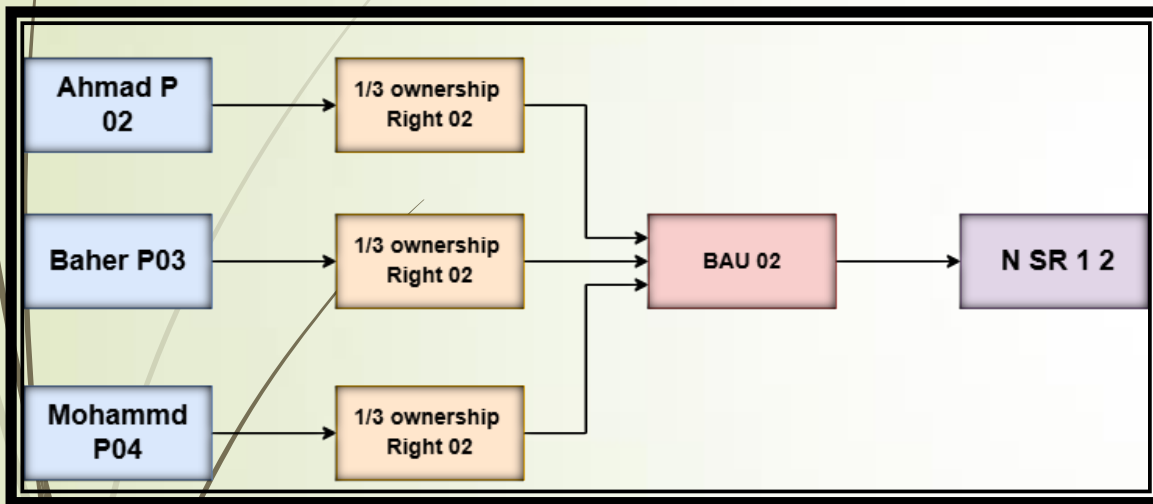 Ahmad P
02
1/3 ownership
Right 02
Baher P03
1/3 ownership
Right 02
BAU 02
N SR 1 2
Mohammd
P04
1/3 ownership
Right 02